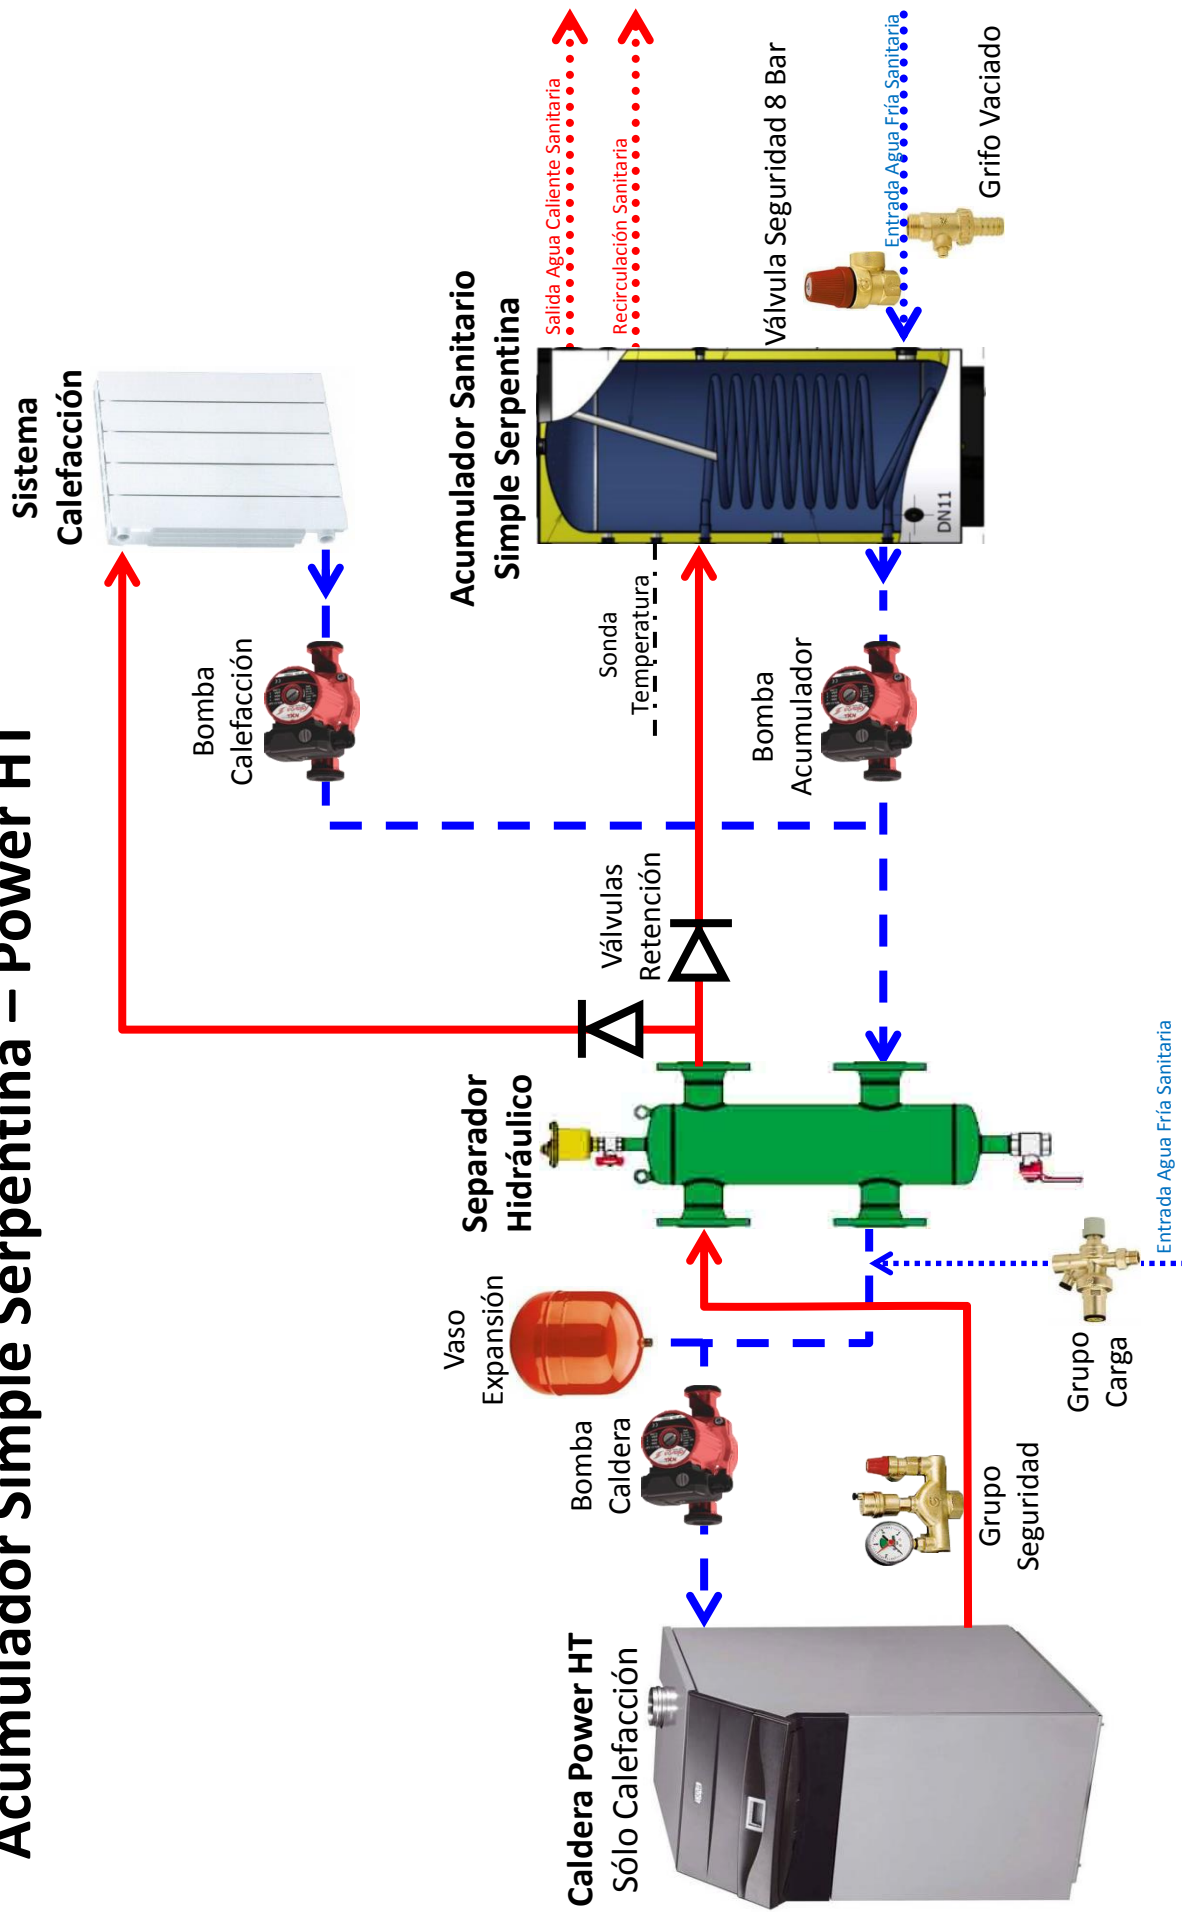 Acumulador Simple Serpentina – Power HT
Sistema
Calefacción
Bomba
Calefacción
Acumulador Sanitario
Simple Serpentina
Salida Agua Caliente Sanitaria
Recirculación Sanitaria
Válvula Seguridad 8 Bar
Entrada Agua Fría Sanitaria
Grifo Vaciado
Sonda
Temperatura
DN11
Bomba
Acumulador
Válvulas
Retención
Separador
Hidráulico
Vaso
Expansión
Bomba
Caldera
Grupo
Carga
Entrada Agua Fría Sanitaria
Grupo
Seguridad
Caldera Power HT
Sólo Calefacción